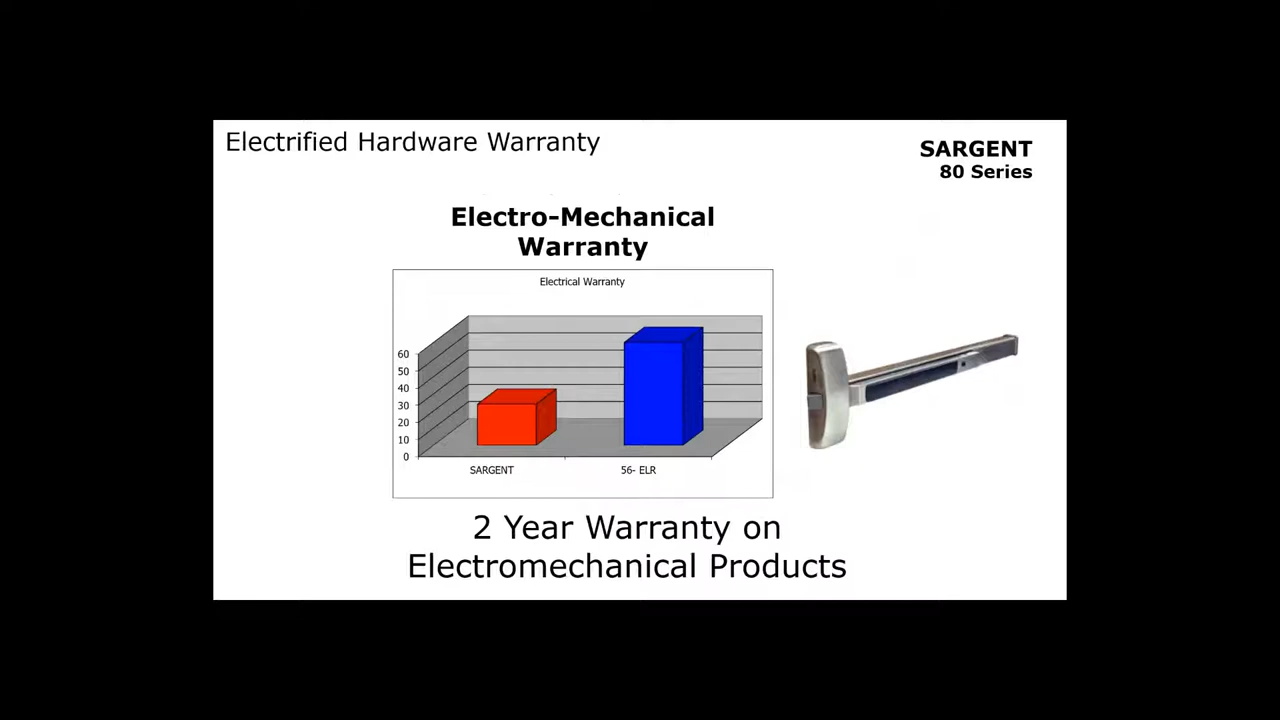 Electrified Hardware Warranty
SARGENT
80 Series
Electro-Mechanical
Warranty
Electrical Warranty
60
50
40
30
20
10
0
SARGENT
56- ELR
2 Year Warranty on
Electromechanical Products